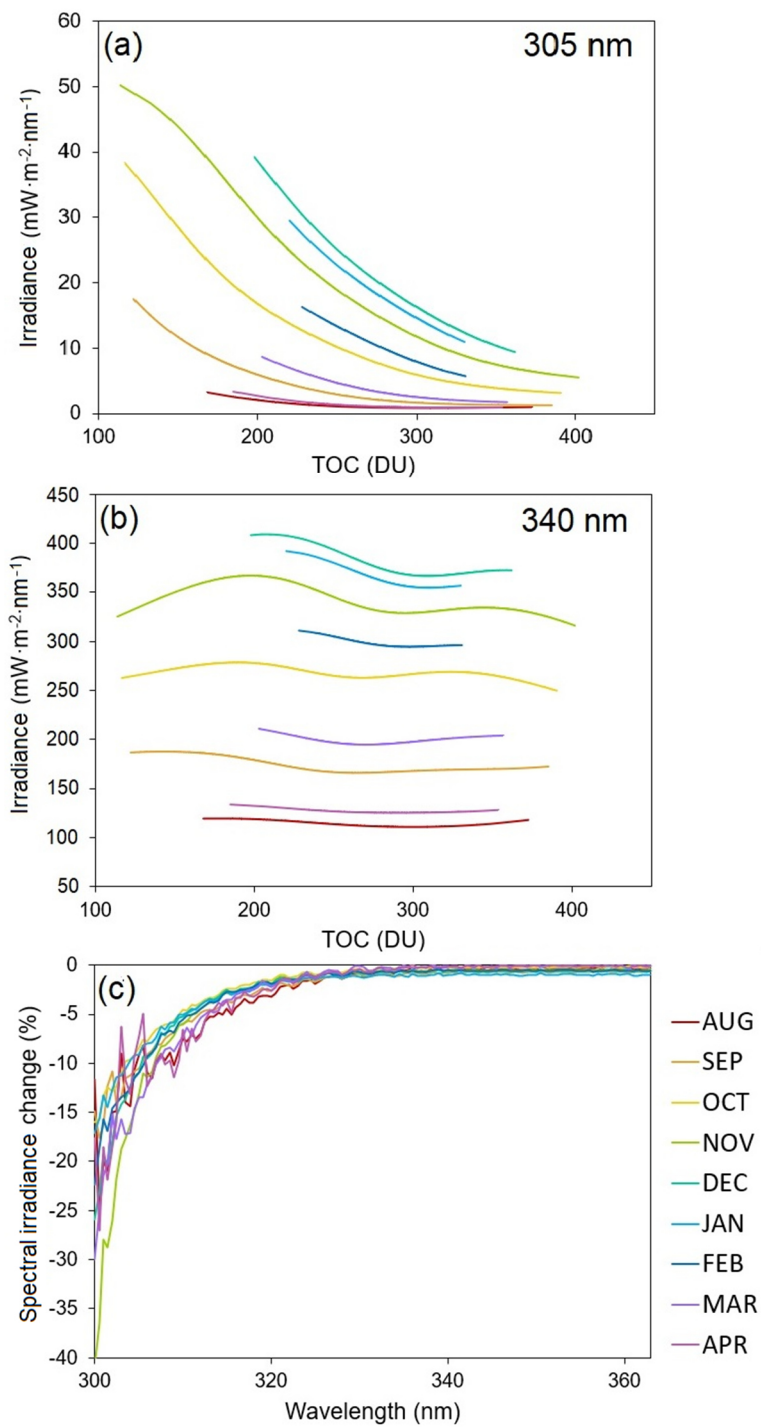 (a)
305 nm
60
50
40
30
20
10
0
Irradiance (mW·m⁻²·nm⁻¹)
100 200 300 400
TOC (DU)
(b)
340 nm
450
400
350
300
250
200
150
100
50
Irradiance (mW·m⁻²·nm⁻¹)
100 200 300 400
TOC (DU)
(c)
0
-5
-10
-15
-20
-25
-30
-35
-40
Spectral irradiance change (%)
300 320 340 360
Wavelength (nm)
AUG
SEP
OCT
NOV
DEC
JAN
FEB
MAR
APR